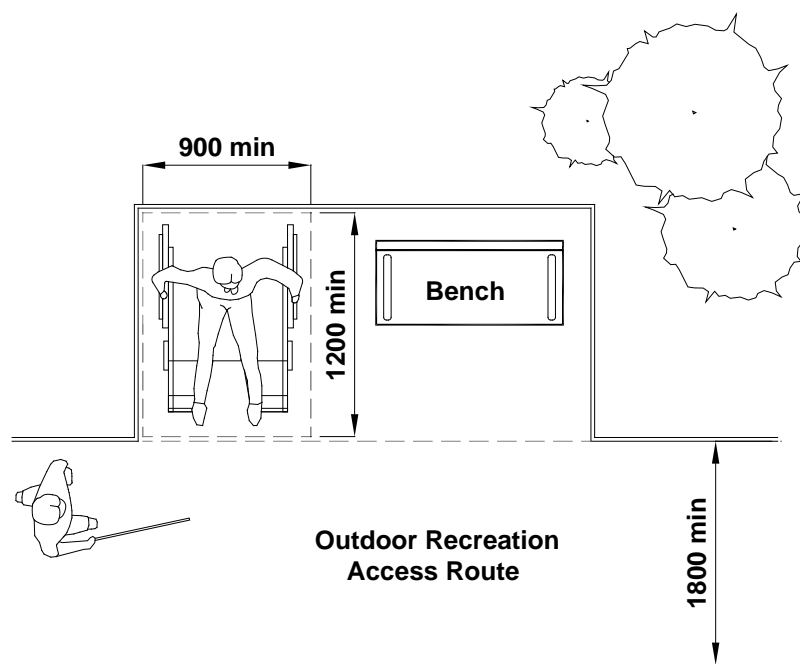 900 min
1200 min
Bench
Outdoor Recreation
Access Route
1800 min